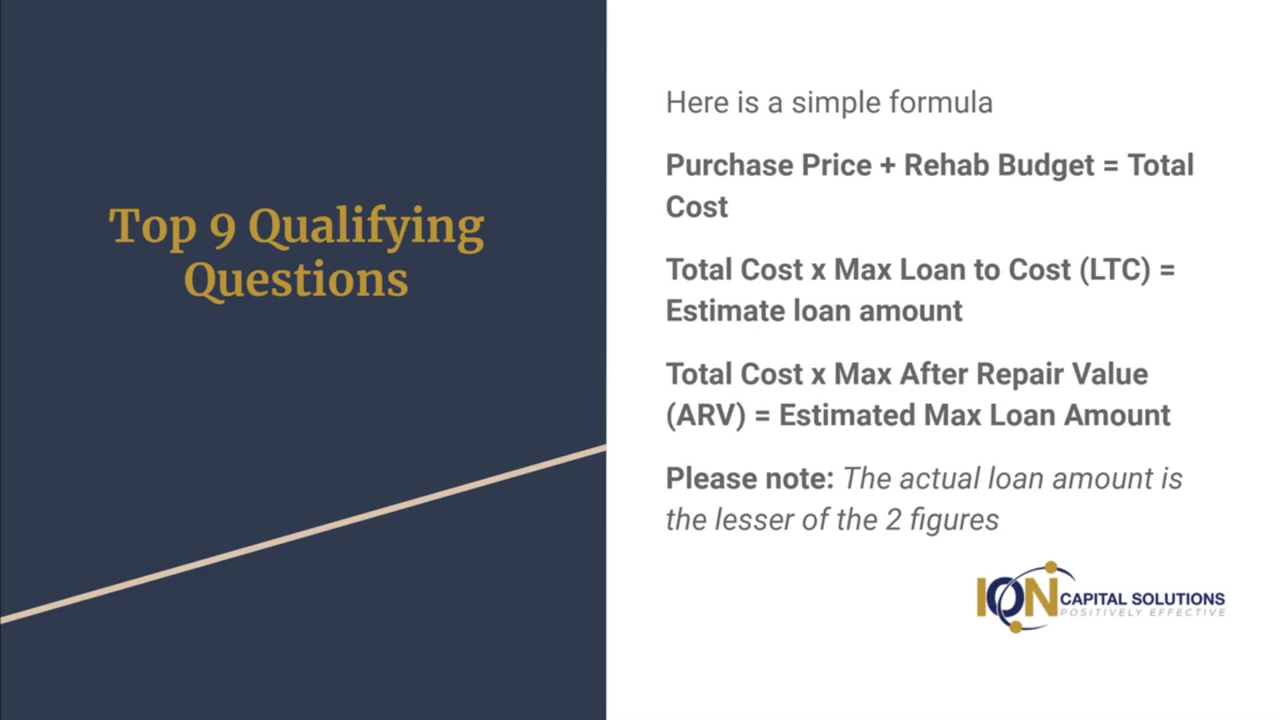 Top 9 Qualifying
Questions
Here is a simple formula
Purchase Price + Rehab Budget = Total
Cost
Total Cost x Max Loan to Cost (LTC) =
Estimate loan amount
Total Cost x Max After Repair Value
(ARV) = Estimated Max Loan Amount
Please note: The actual loan amount is
the lesser of the 2 figures
ION CAPITAL SOLUTIONS
POSITIVELY EFFECTIVE